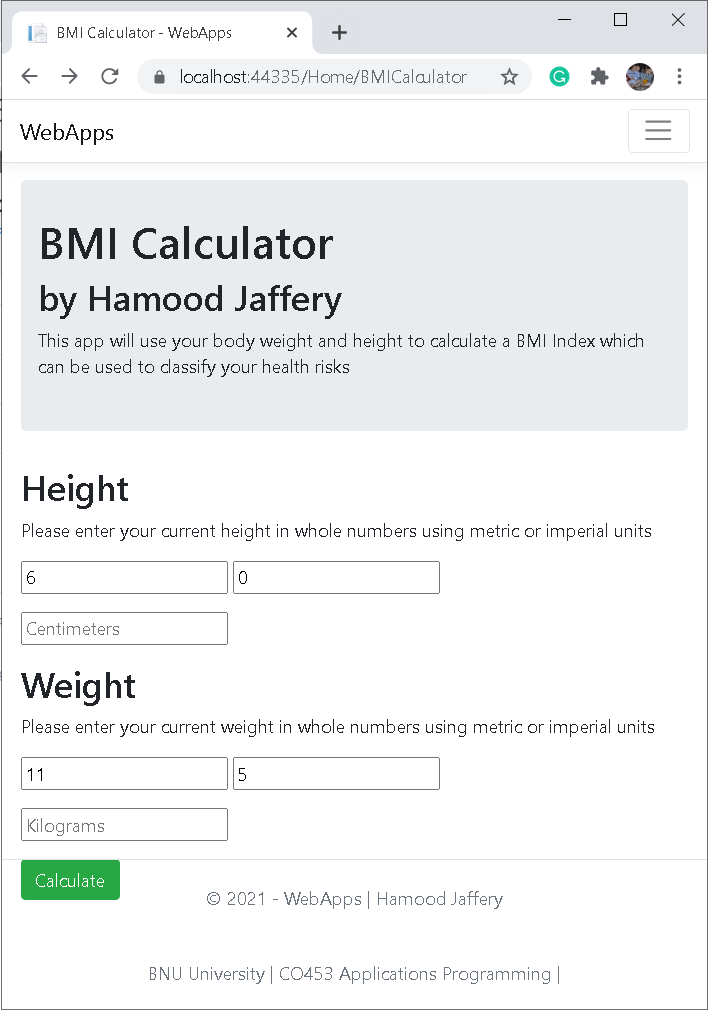 BMI Calculator - WebApps
localhost:44335/Home/BMICalculator
WebApps
BMI Calculator
by Hamood Jaffery
This app will use your body weight and height to calculate a BMI Index which
can be used to classify your health risks
Height
Please enter your current height in whole numbers using metric or imperial units
6 0
Centimeters
Weight
Please enter your current weight in whole numbers using metric or imperial units
11 5
Kilograms
Calculate
© 2021 - WebApps | Hamood Jaffery
BNU University | CO453 Applications Programming |